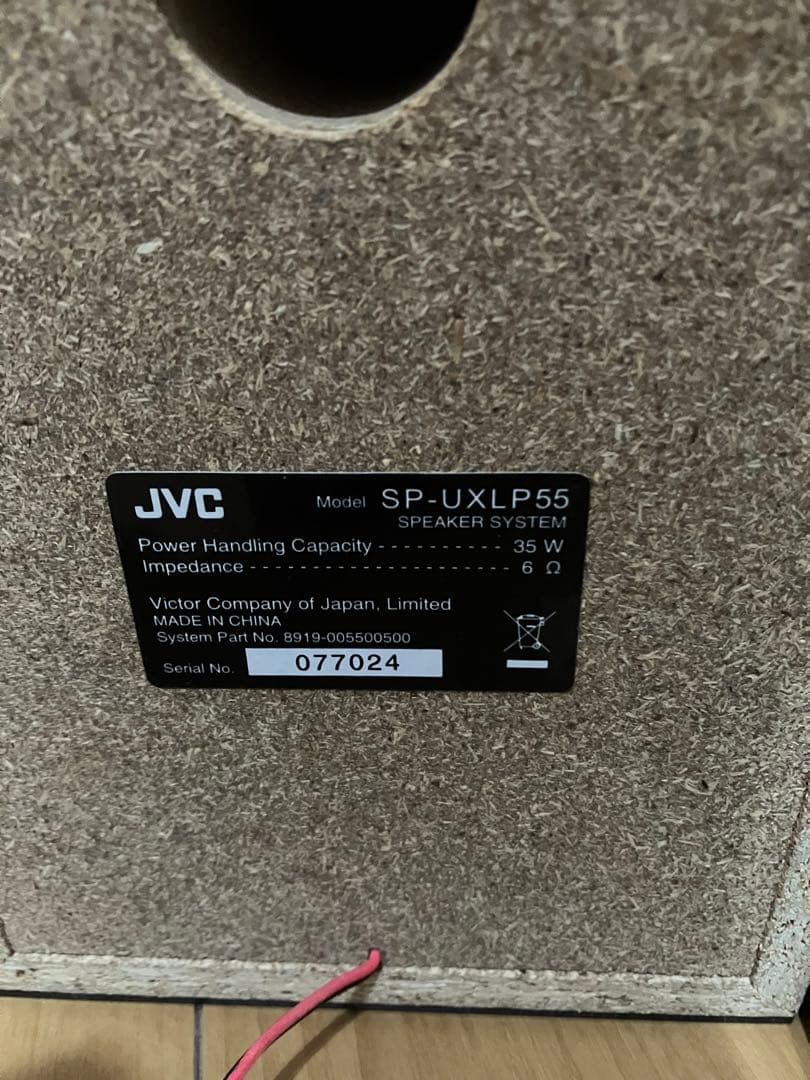 JVC Model SP-UXLP55
SPEAKER SYSTEM
Power Handling Capacity - - - - - - - - - - 35 W
Impedance - - - - - - - - - - - - - - - - - - - - - 6 Ω
Victor Company of Japan, Limited
MADE IN CHINA
System Part No. 8919-005500500
Serial No. 077024